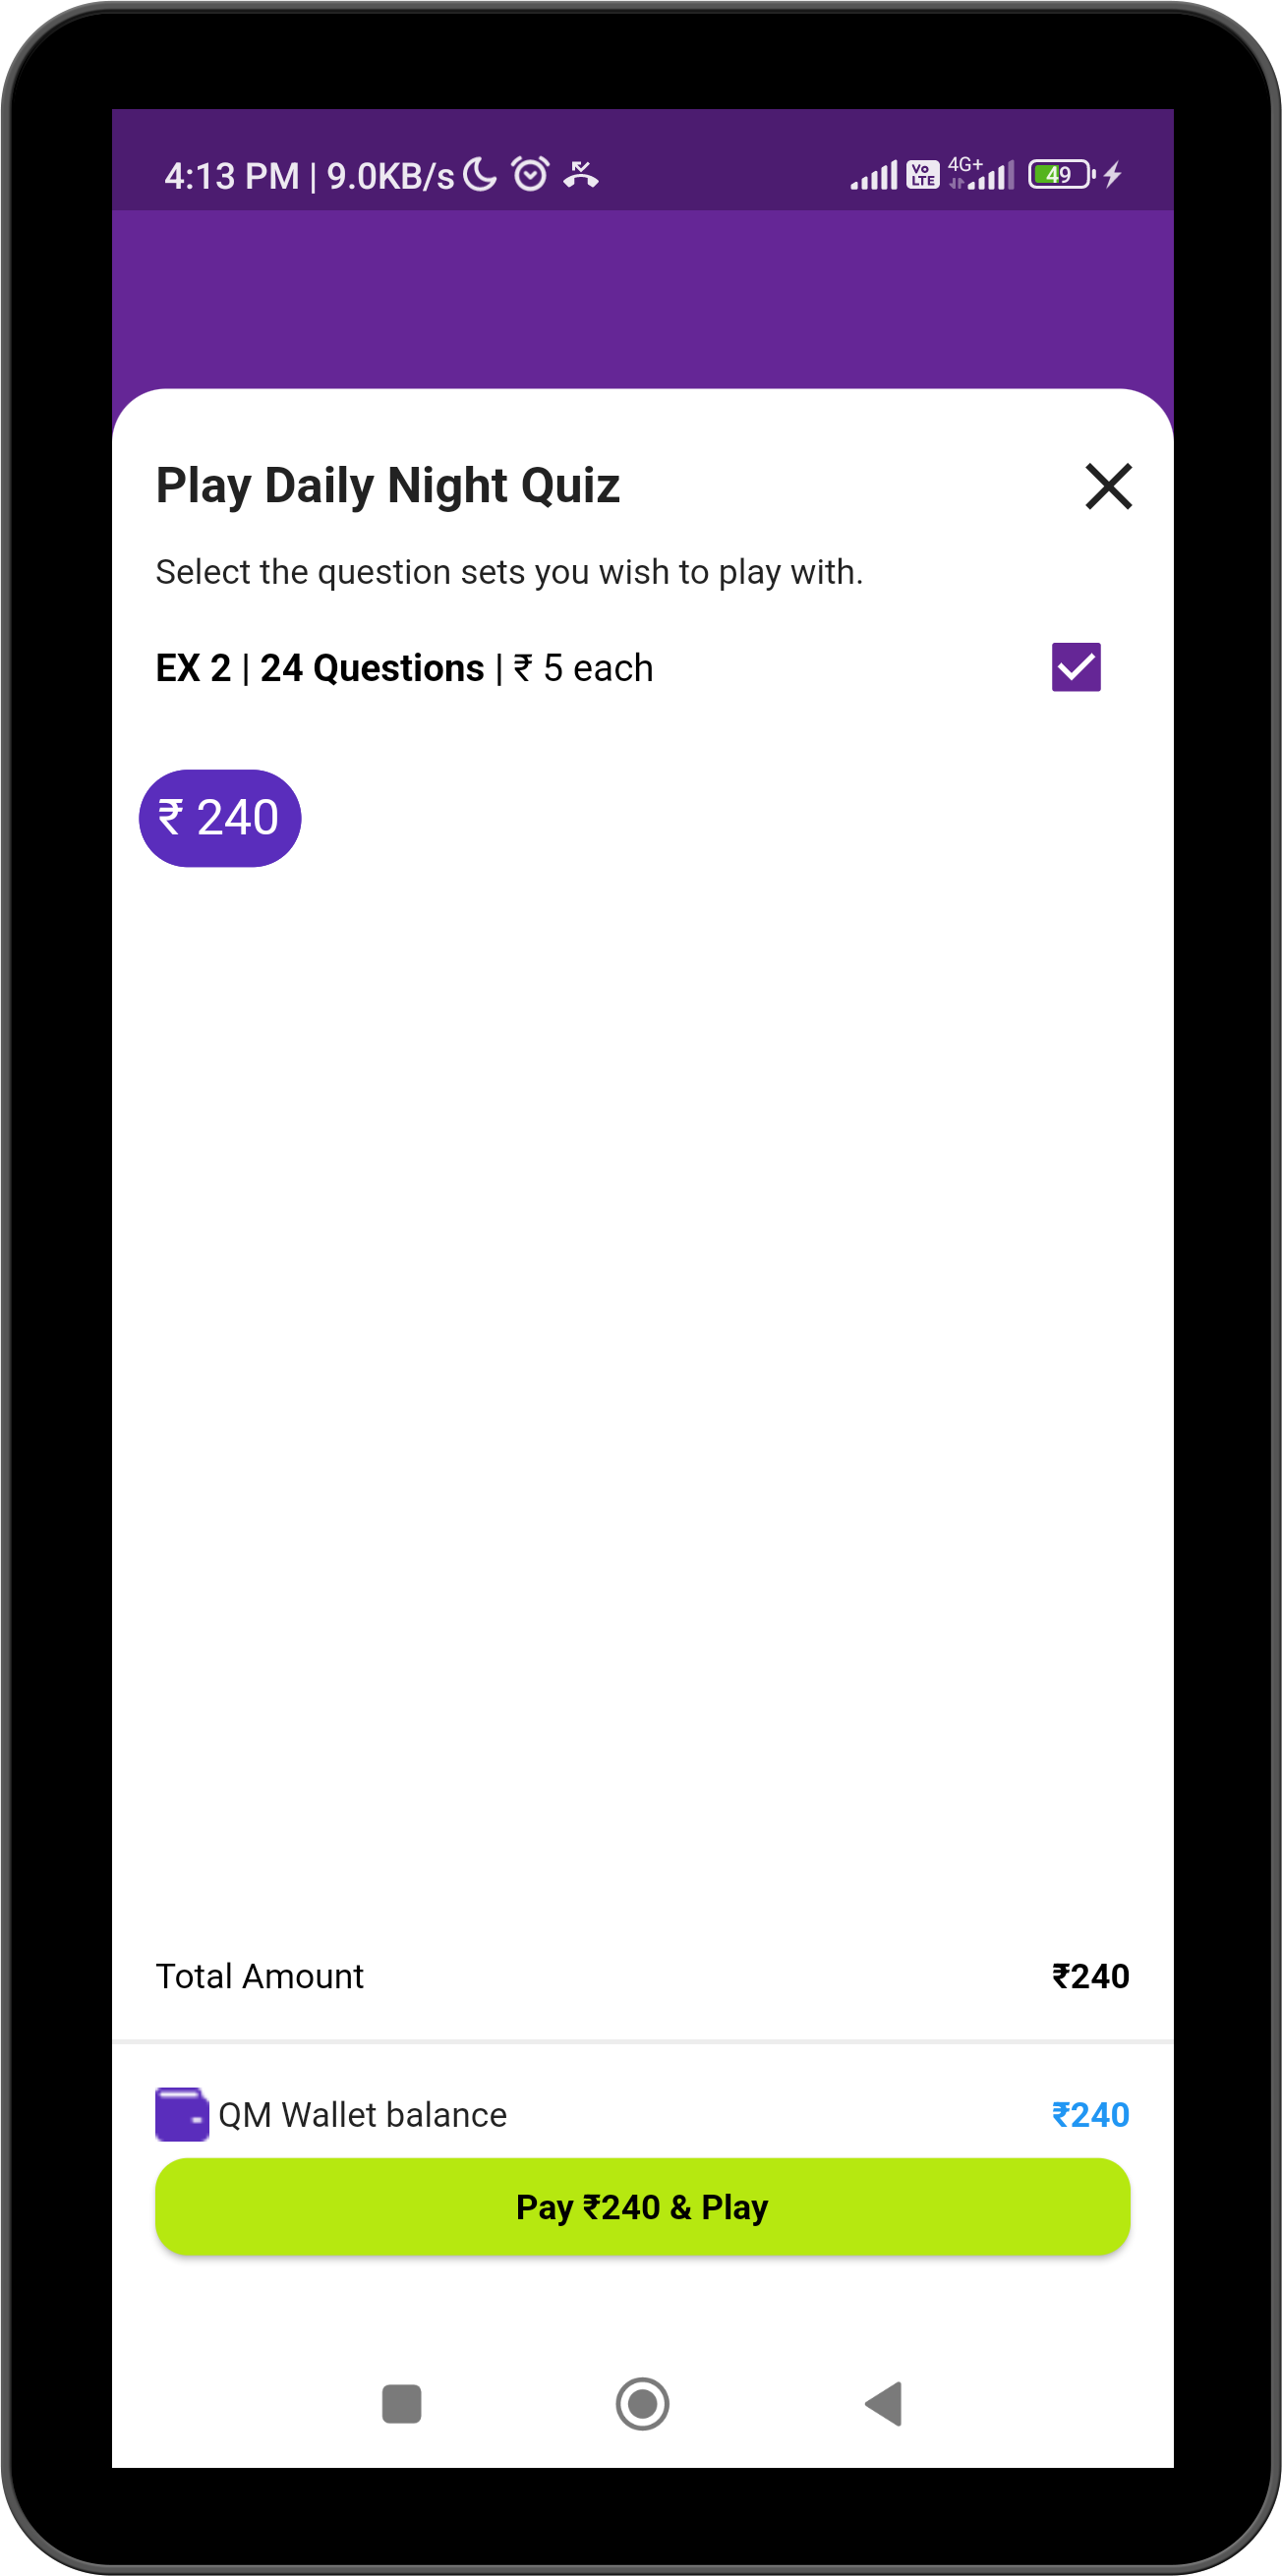 4:13 PM | 9.0KB/s
Vo LTE 4G+ 49
Play Daily Night Quiz
Select the question sets you wish to play with.
EX 2 | 24 Questions | ₹ 5 each
₹ 240
Total Amount ₹240
QM Wallet balance ₹240
Pay ₹240 & Play